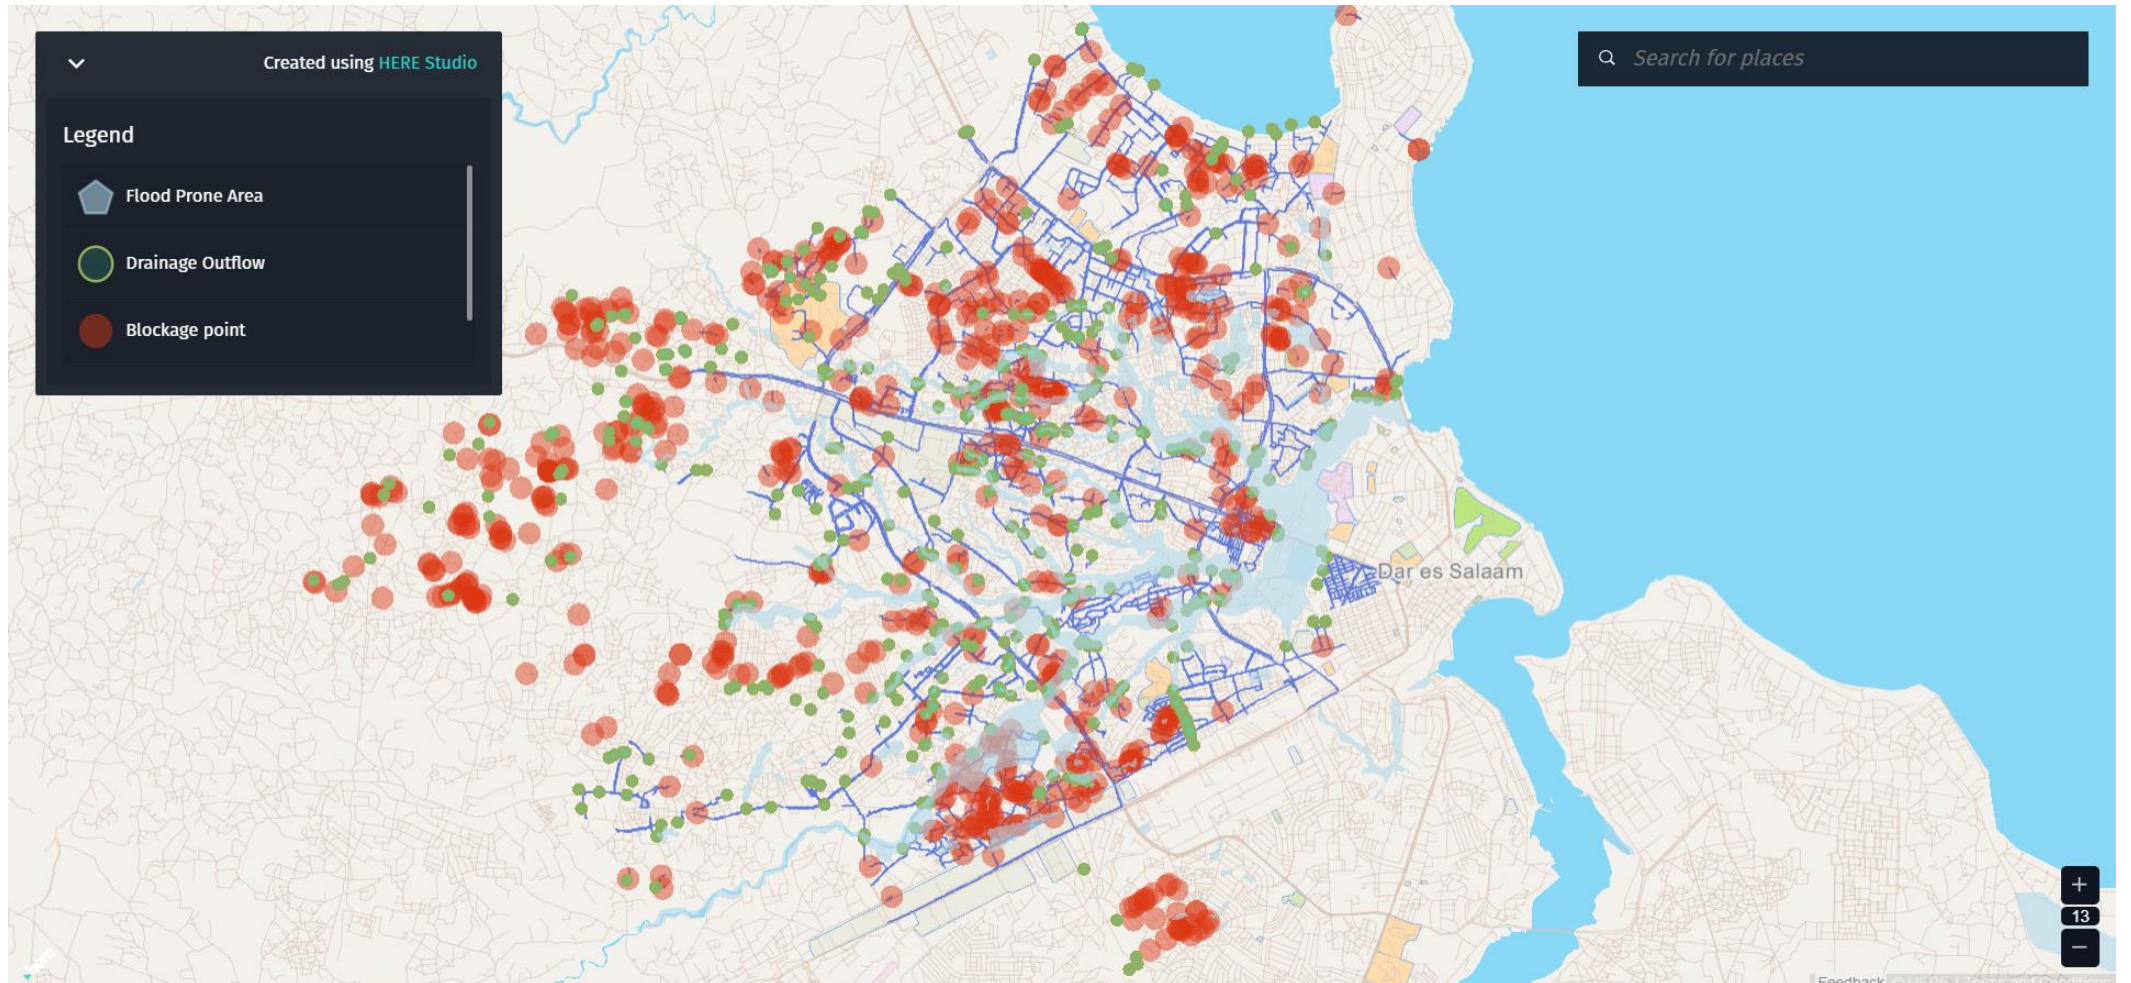 Created using HERE Studio
Search for places
Legend
Flood Prone Area
Drainage Outflow
Blockage point
Dar es Salaam
+
13
−
Feedback